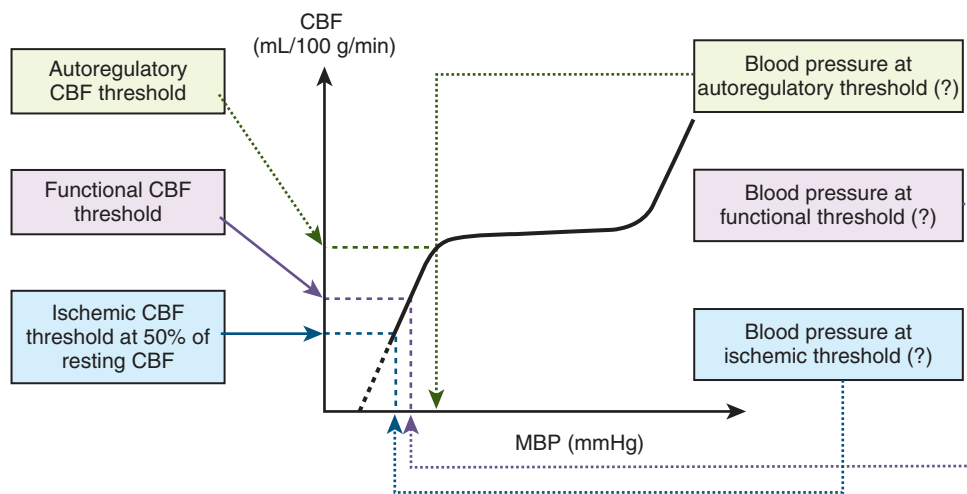 CBF
(mL/100 g/min)
Autoregulatory
CBF threshold
Blood pressure at
autoregulatory threshold (?)
Functional CBF
threshold
Blood pressure at
functional threshold (?)
Ischemic CBF
threshold at 50% of
resting CBF
Blood pressure at
ischemic threshold (?)
MBP (mmHg)